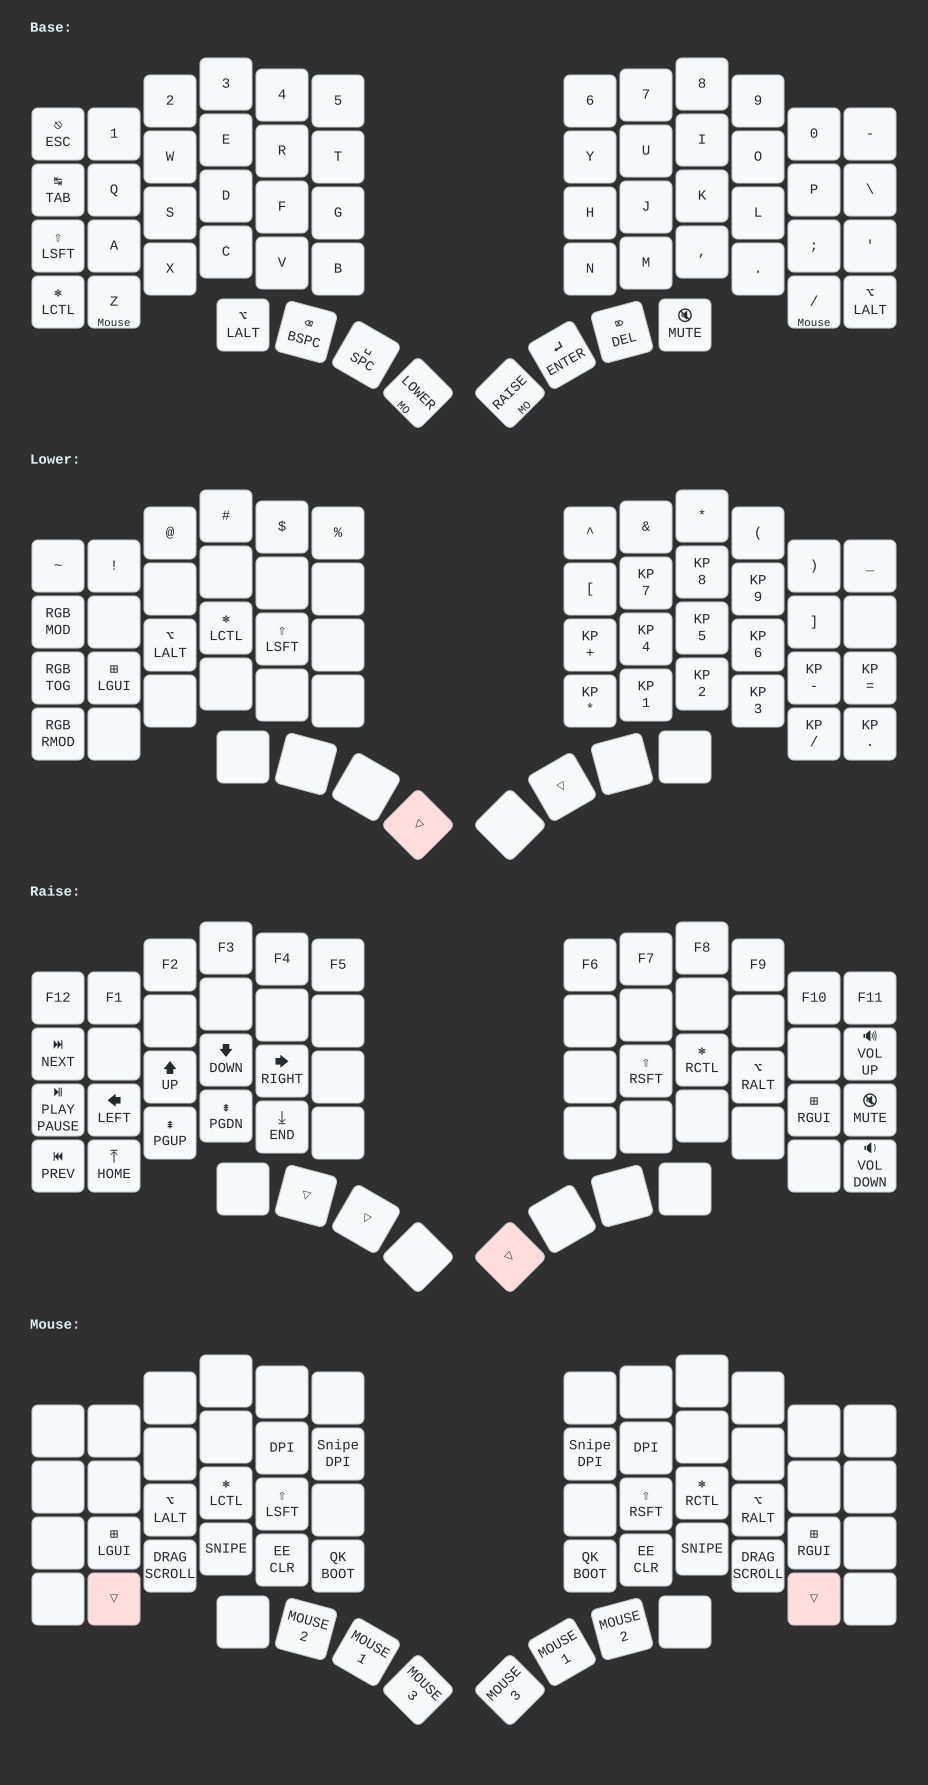 Base:
3
8
4 7
2 5 6 9
⎋
ESC
1 0 -
E I
R U
W T Y O
↹
TAB
Q P \
D K
F J
S G H L
⇧
LSFT
A ; '
C ,
V M
X B N .
⎈
LCTL
Z
Mouse
/
Mouse
⌥
LALT
⌥
LALT
⌫
BSPC
␣
SPC
LOWER
MO
RAISE
MO
↵
ENTER
⌦
DEL
MUTE
Lower:
# *
$ &
@ % ^ (
~ ! ) _
KP
8
KP
7
[
KP
9
RGB
MOD
]
⎈
LCTL
KP
5
⇧
LSFT
KP
4
⌥
LALT
KP
+
KP
6
RGB
TOG
⊞
LGUI
KP
-
KP
=
KP
2
KP
1
KP
*
KP
3
RGB
RMOD
KP
/
KP
.
▽ ▽
Raise:
F3 F8
F4 F7
F2 F5 F6 F9
F12 F1 F10 F11
⏭
NEXT
VOL
UP
DOWN
⎈
RCTL
RIGHT
⇧
RSFT
UP
⌥
RALT
⏯
PLAY
PAUSE
LEFT
⊞
RGUI
MUTE
⇟
PGDN
⤓
END
⇞
PGUP
⏮
PREV
⤒
HOME
VOL
DOWN
▽ ▽ ▽
Mouse:
DPI
Snipe
DPI
Snipe
DPI
DPI
⎈
LCTL
⎈
RCTL
⇧
LSFT
⇧
RSFT
⌥
LALT
⌥
RALT
⊞
LGUI
⊞
RGUI
SNIPE SNIPE
EE
CLR
EE
CLR
DRAG
SCROLL
QK
BOOT
QK
BOOT
DRAG
SCROLL
▽ ▽
MOUSE
2
MOUSE
1
MOUSE
3
MOUSE
3
MOUSE
1
MOUSE
2